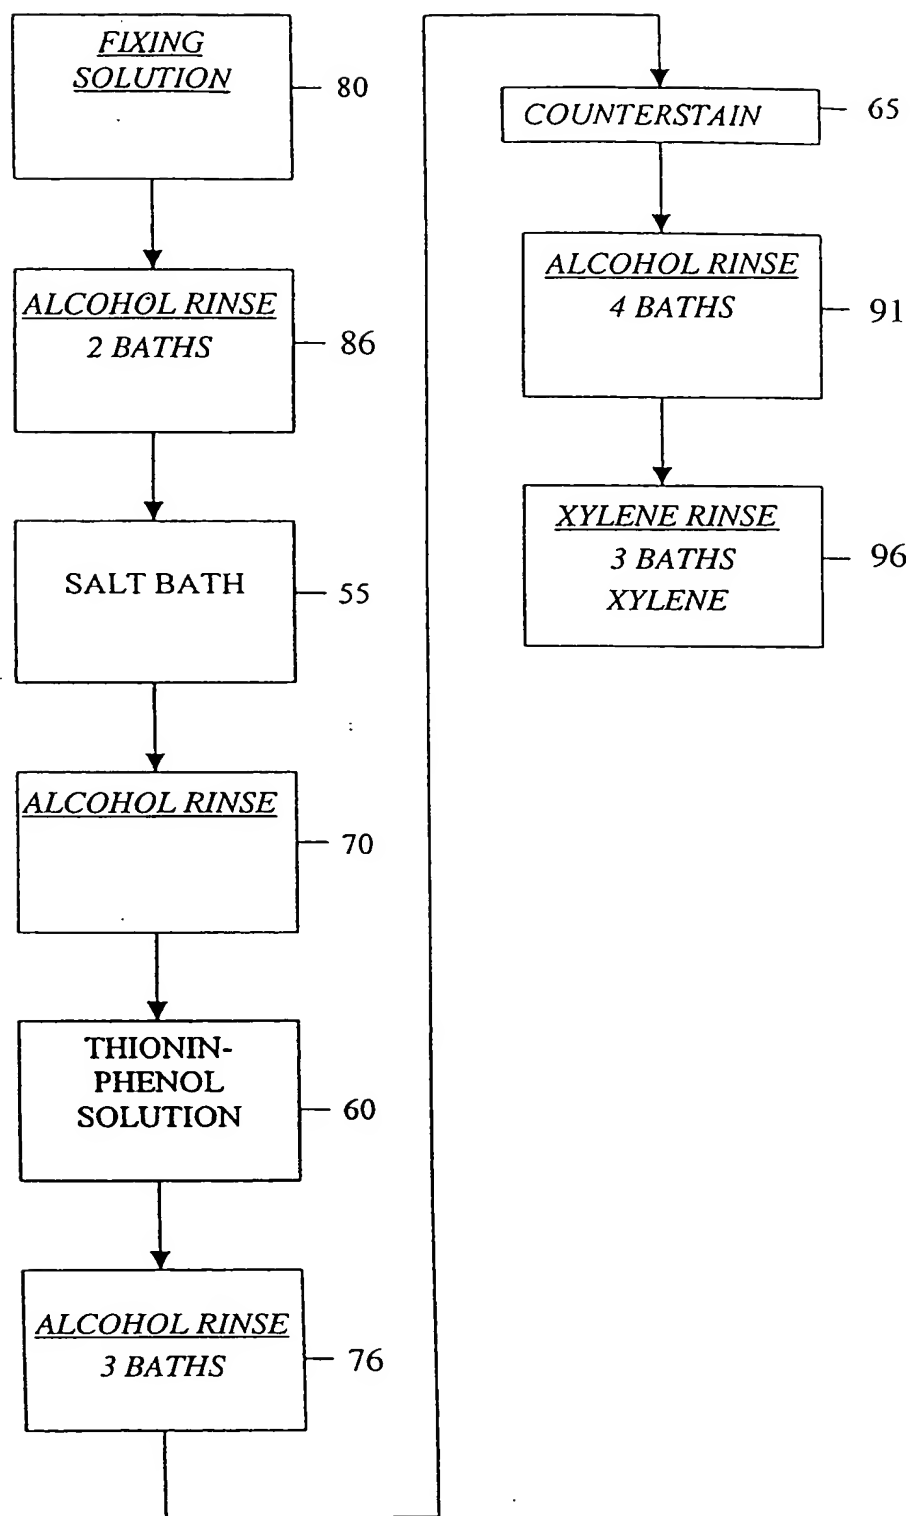 FIXING
SOLUTION
80
ALCOHOL RINSE
2 BATHS
86
SALT BATH
55
ALCOHOL RINSE
70
THIONIN-
PHENOL
SOLUTION
60
ALCOHOL RINSE
3 BATHS
76
COUNTERSTAIN
65
ALCOHOL RINSE
4 BATHS
91
XYLENE RINSE
3 BATHS
XYLENE
96